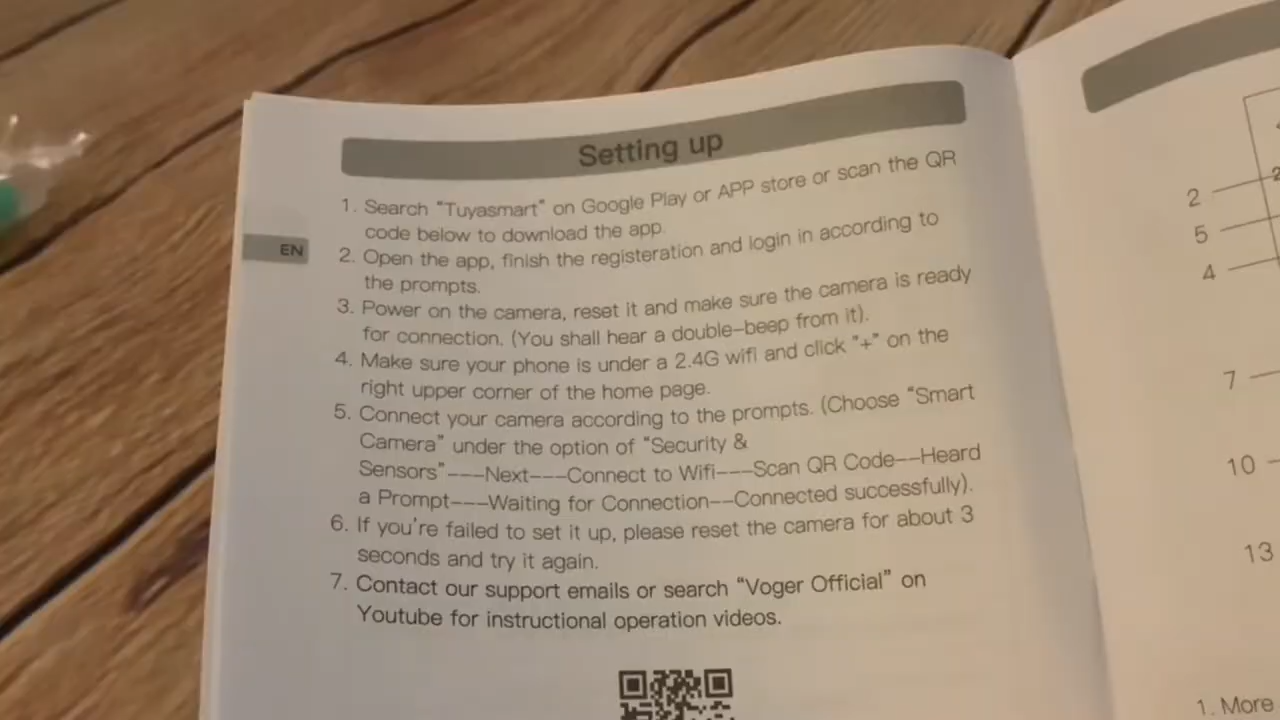 Setting up
1. Search “Tuyasmart” on Google Play or APP store or scan the QR
code below to download the app.
EN
2. Open the app, finish the registeration and login in according to
the prompts.
3. Power on the camera, reset it and make sure the camera is ready
for connection. (You shall hear a double-beep from it).
4. Make sure your phone is under a 2.4G wifi and click “+” on the
right upper corner of the home page.
5. Connect your camera according to the prompts. (Choose “Smart
Camera” under the option of “Security &
Sensors”---Next---Connect to Wifi---Scan QR Code--Heard
a Prompt---Waiting for Connection--Connected successfully).
6. If you're failed to set it up, please reset the camera for about 3
seconds and try it again.
7. Contact our support emails or search “Voger Official” on
Youtube for instructional operation videos.
2
5
4
7
10
13
1. More